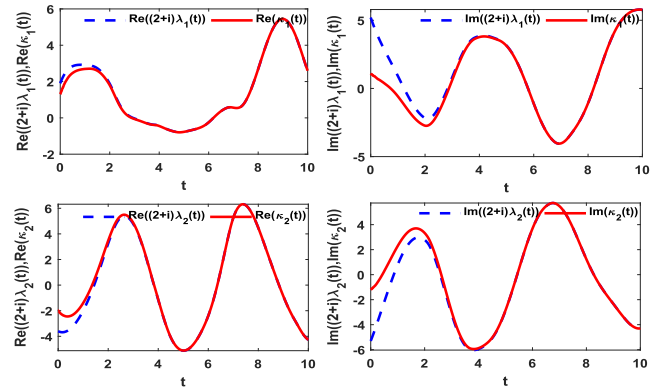 Re((2+i)λ1(t)) Re(κ1(t))
6
4
2
0
-2
0 2 4 6 8 10
t
Re((2+i)λ1(t)),Re(κ1(t))
Im((2+i)λ1(t)) Im(κ1(t))
5
0
-5
0 2 4 6 8 10
t
Im((2+i)λ1(t)),Im(κ1(t))
Re((2+i)λ2(t)) Re(κ2(t))
6
4
2
0
-2
-4
0 2 4 6 8 10
t
Re((2+i)λ2(t)),Re(κ2(t))
Im((2+i)λ2(t)) Im(κ2(t))
4
2
0
-2
-4
-6
0 2 4 6 8 10
t
Im((2+i)λ2(t)),Im(κ2(t))